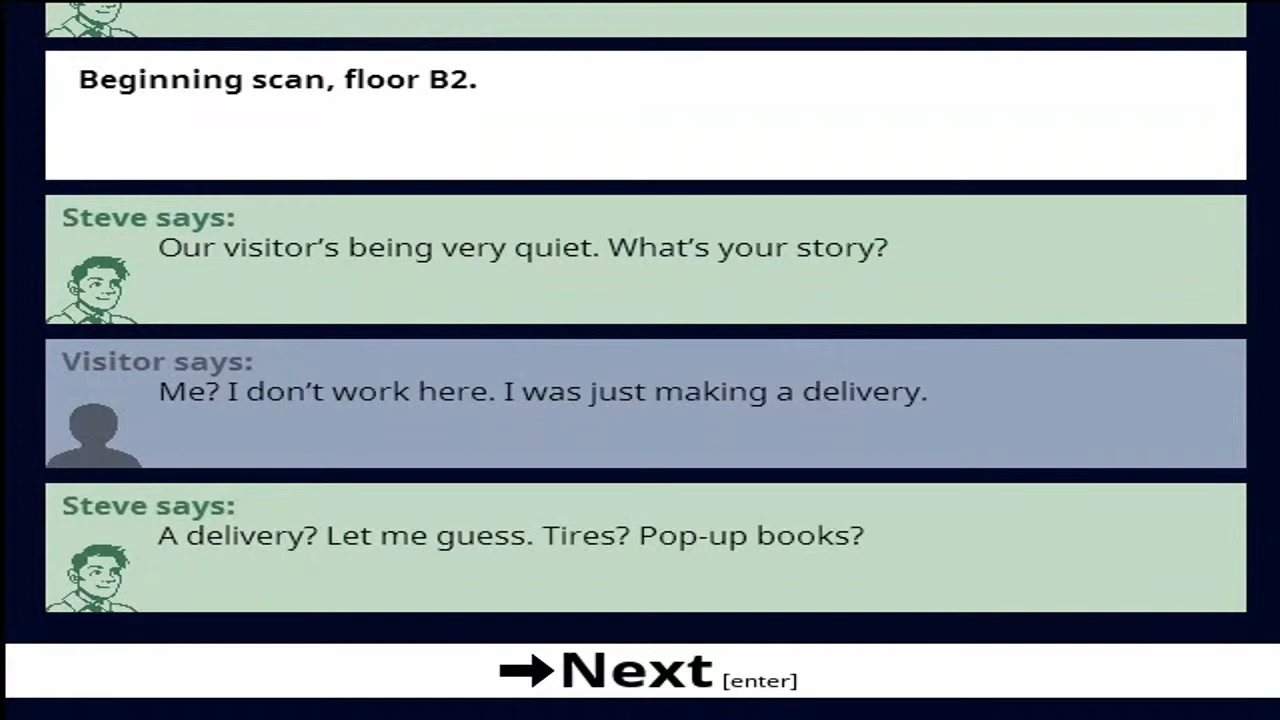 Beginning scan, floor B2.
Steve says:
Our visitor’s being very quiet. What’s your story?
Visitor says:
Me? I don’t work here. I was just making a delivery.
Steve says:
A delivery? Let me guess. Tires? Pop-up books?
Next [enter]